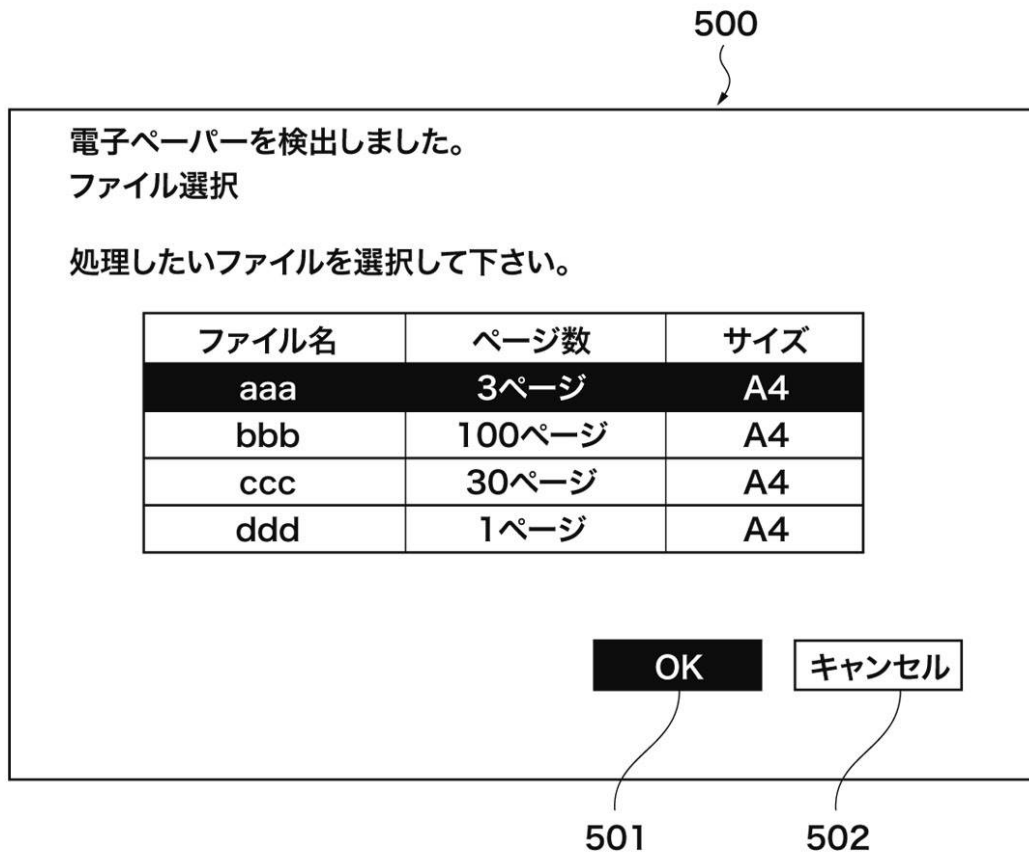 500
電子ペーパーを検出しました。
ファイル選択
処理したいファイルを選択して下さい。
ファイル名 ページ数 サイズ
aaa 3ページ A4
bbb 100ページ A4
ccc 30ページ A4
ddd 1ページ A4
OK キャンセル
501 502